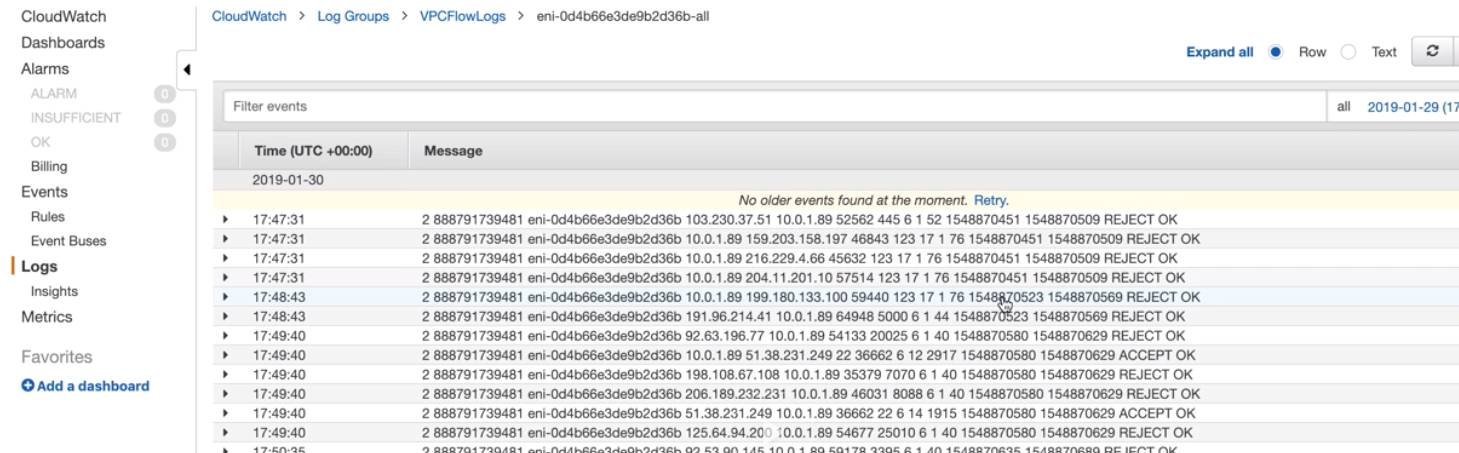 CloudWatch
Dashboards
Alarms
ALARM 0
INSUFFICIENT 0
OK 0
Billing
Events
Rules
Event Buses
Logs
Insights
Metrics
Favorites
Add a dashboard
CloudWatch > Log Groups > VPCFlowLogs > eni-0d4b66e3de9b2d36b-all
Expand all Row Text
Filter events all 2019-01-29 (17
Time (UTC +00:00) Message
2019-01-30
No older events found at the moment. Retry.
17:47:31 2 888791739481 eni-0d4b66e3de9b2d36b 103.230.37.51 10.0.1.89 52562 445 6 1 52 1548870451 1548870509 REJECT OK
17:47:31 2 888791739481 eni-0d4b66e3de9b2d36b 10.0.1.89 159.203.158.197 46843 123 17 1 76 1548870451 1548870509 REJECT OK
17:47:31 2 888791739481 eni-0d4b66e3de9b2d36b 10.0.1.89 216.229.4.66 45632 123 17 1 76 1548870451 1548870509 REJECT OK
17:47:31 2 888791739481 eni-0d4b66e3de9b2d36b 10.0.1.89 204.11.201.10 57514 123 17 1 76 1548870451 1548870509 REJECT OK
17:48:43 2 888791739481 eni-0d4b66e3de9b2d36b 10.0.1.89 199.180.133.100 59440 123 17 1 76 1548870523 1548870569 REJECT OK
17:48:43 2 888791739481 eni-0d4b66e3de9b2d36b 191.96.214.41 10.0.1.89 64948 5000 6 1 44 1548870523 1548870569 REJECT OK
17:49:40 2 888791739481 eni-0d4b66e3de9b2d36b 92.63.196.77 10.0.1.89 54133 20025 6 1 40 1548870580 1548870629 REJECT OK
17:49:40 2 888791739481 eni-0d4b66e3de9b2d36b 10.0.1.89 51.38.231.249 22 36662 6 12 2917 1548870580 1548870629 ACCEPT OK
17:49:40 2 888791739481 eni-0d4b66e3de9b2d36b 198.108.67.108 10.0.1.89 35379 7070 6 1 40 1548870580 1548870629 REJECT OK
17:49:40 2 888791739481 eni-0d4b66e3de9b2d36b 206.189.232.231 10.0.1.89 46031 8088 6 1 40 1548870580 1548870629 REJECT OK
17:49:40 2 888791739481 eni-0d4b66e3de9b2d36b 51.38.231.249 10.0.1.89 36662 22 6 14 1915 1548870580 1548870629 ACCEPT OK
17:49:40 2 888791739481 eni-0d4b66e3de9b2d36b 125.64.94.200 10.0.1.89 54677 25010 6 1 40 1548870580 1548870629 REJECT OK
17:50:35 2 888791739481 eni-0d4b66e3de9b2d36b 92.53.90.145 10.0.1.89 59178 3395 6 1 40 1548870635 1548870689 REJECT OK